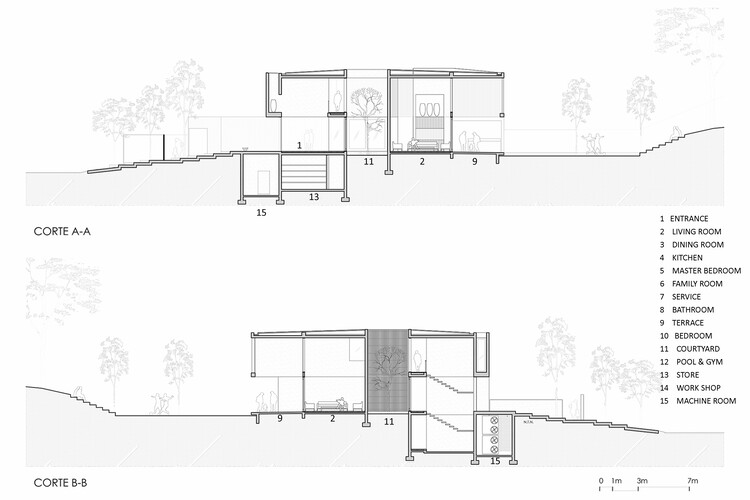 1
11
2
9
15
13
CORTE A-A
1 ENTRANCE
2 LIVING ROOM
3 DINING ROOM
4 KITCHEN
5 MASTER BEDROOM
6 FAMILY ROOM
7 SERVICE
8 BATHROOM
9 TERRACE
10 BEDROOM
11 COURTYARD
12 POOL & GYM
13 STORE
14 WORK SHOP
15 MACHINE ROOM
9
2
11
N.T.N.
15
CORTE B-B
0 1m 3m 7m